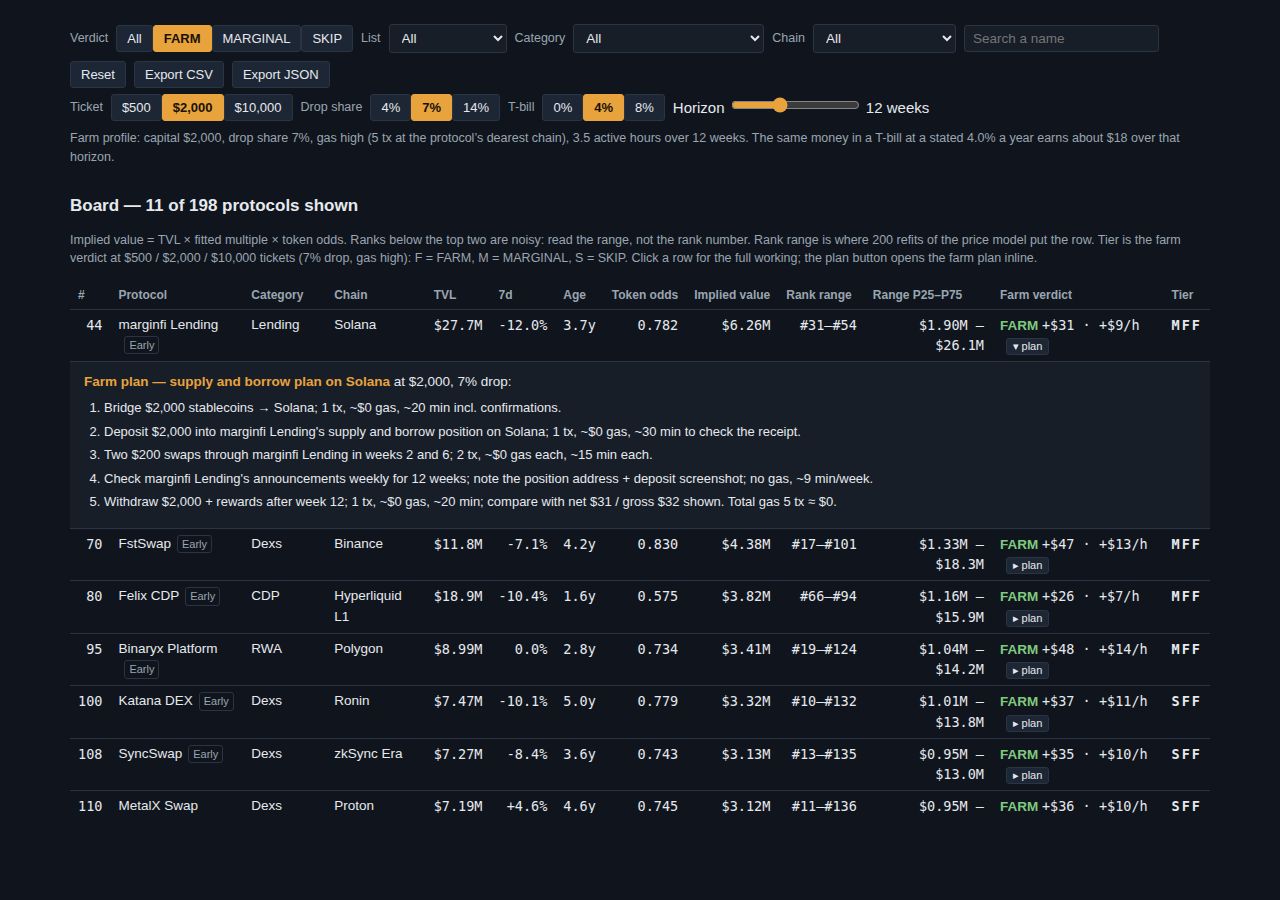 Verdict All FARM MARGINAL SKIP List All Category All Chain All Search a name
Reset Export CSV Export JSON
Ticket $500 $2,000 $10,000 Drop share 4% 7% 14% T-bill 0% 4% 8% Horizon 12 weeks
Farm profile: capital $2,000, drop share 7%, gas high (5 tx at the protocol's dearest chain), 3.5 active hours over 12 weeks. The same money in a T-bill at a stated 4.0% a year earns about $18 over that
horizon.
Board — 11 of 198 protocols shown
Implied value = TVL × fitted multiple × token odds. Ranks below the top two are noisy: read the range, not the rank number. Rank range is where 200 refits of the price model put the row. Tier is the farm
verdict at $500 / $2,000 / $10,000 tickets (7% drop, gas high): F = FARM, M = MARGINAL, S = SKIP. Click a row for the full working; the plan button opens the farm plan inline.
# Protocol Category Chain TVL 7d Age Token odds Implied value Rank range Range P25–P75 Farm verdict Tier
44 marginfi Lending Lending Solana $27.7M -12.0% 3.7y 0.782 $6.26M #31–#54 $1.90M – FARM +$31 · +$9/h MFF
Early $26.1M ▾ plan
Farm plan — supply and borrow plan on Solana at $2,000, 7% drop:
1. Bridge $2,000 stablecoins → Solana; 1 tx, ~$0 gas, ~20 min incl. confirmations.
2. Deposit $2,000 into marginfi Lending's supply and borrow position on Solana; 1 tx, ~$0 gas, ~30 min to check the receipt.
3. Two $200 swaps through marginfi Lending in weeks 2 and 6; 2 tx, ~$0 gas each, ~15 min each.
4. Check marginfi Lending's announcements weekly for 12 weeks; note the position address + deposit screenshot; no gas, ~9 min/week.
5. Withdraw $2,000 + rewards after week 12; 1 tx, ~$0 gas, ~20 min; compare with net $31 / gross $32 shown. Total gas 5 tx ≈ $0.
70 FstSwap Early Dexs Binance $11.8M -7.1% 4.2y 0.830 $4.38M #17–#101 $1.33M – FARM +$47 · +$13/h MFF
$18.3M ▸ plan
80 Felix CDP Early CDP Hyperliquid $18.9M -10.4% 1.6y 0.575 $3.82M #66–#94 $1.16M – FARM +$26 · +$7/h MFF
L1 $15.9M ▸ plan
95 Binaryx Platform RWA Polygon $8.99M 0.0% 2.8y 0.734 $3.41M #19–#124 $1.04M – FARM +$48 · +$14/h MFF
Early $14.2M ▸ plan
100 Katana DEX Early Dexs Ronin $7.47M -10.1% 5.0y 0.779 $3.32M #10–#132 $1.01M – FARM +$37 · +$11/h SFF
$13.8M ▸ plan
108 SyncSwap Early Dexs zkSync Era $7.27M -8.4% 3.6y 0.743 $3.13M #13–#135 $0.95M – FARM +$35 · +$10/h SFF
$13.0M ▸ plan
110 MetalX Swap Dexs Proton $7.19M +4.6% 4.6y 0.745 $3.12M #11–#136 $0.95M – FARM +$36 · +$10/h SFF